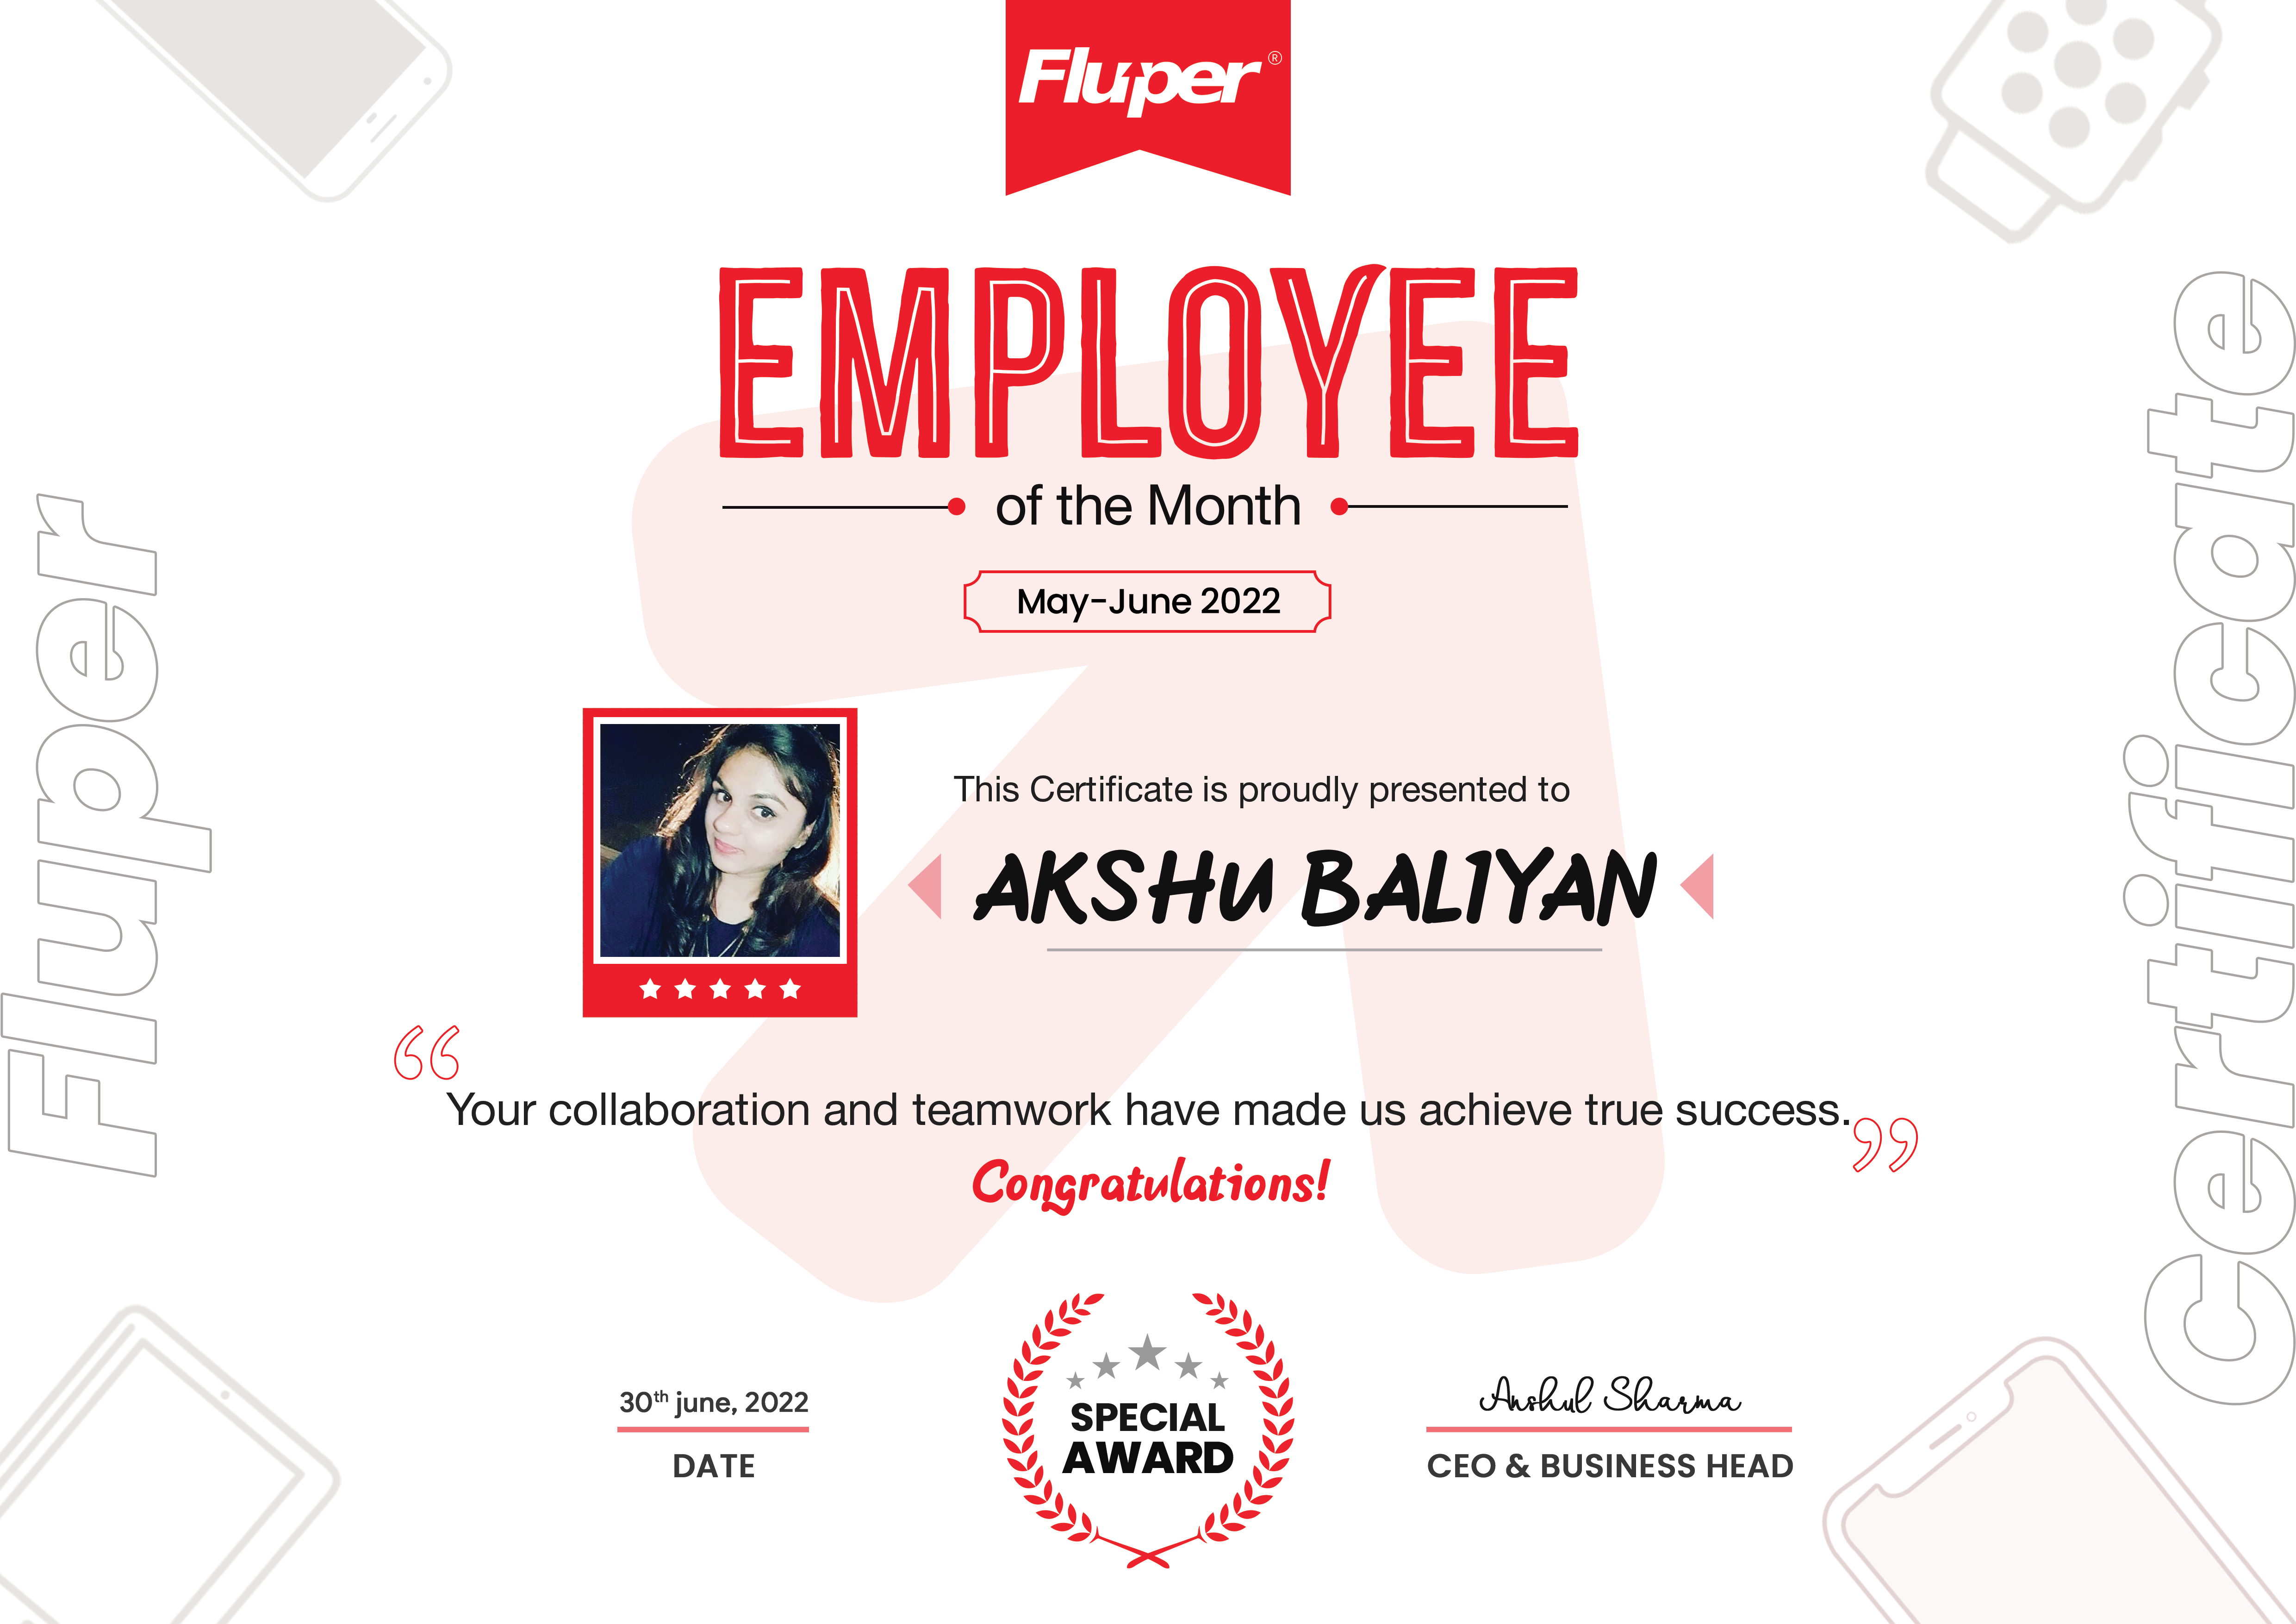 Fluper®
EMPLOYEE
of the Month
May-June 2022
This Certificate is proudly presented to
AKSHU BALIYAN
“Your collaboration and teamwork have made us achieve true success.”
Congratulations!
SPECIAL
AWARD
30th june, 2022
DATE
Anshul Sharma
CEO & BUSINESS HEAD
Fluper
Certificate